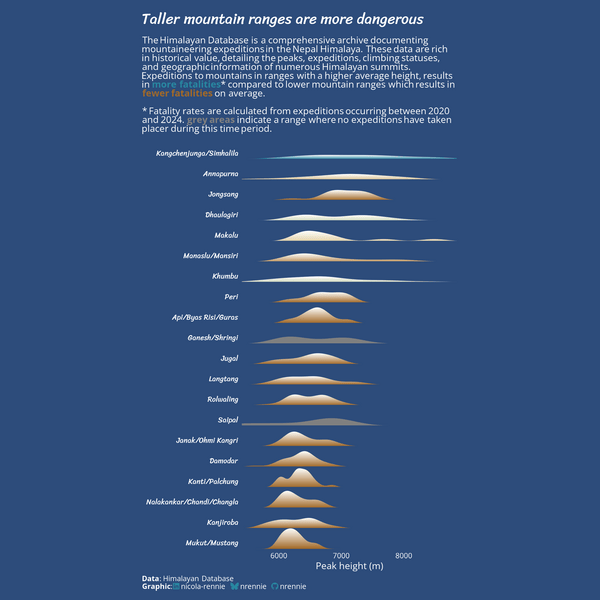 Taller mountain ranges are more dangerous
The Himalayan Database is a comprehensive archive documenting
mountaineering expeditions in the Nepal Himalaya. These data are rich
in historical value, detailing the peaks, expeditions, climbing statuses,
and geographic information of numerous Himalayan summits.
Expeditions to mountains in ranges with a higher average height, results
in more fatalities* compared to lower mountain ranges which results in
fewer fatalities on average.
* Fatality rates are calculated from expeditions occurring between 2020
and 2024. grey areas indicate a range where no expeditions have taken
placer during this time period.
Kangchenjunga/Simhalila
Annapurna
Jongsang
Dhaulagiri
Makalu
Manaslu/Mansiri
Khumbu
Peri
Api/Byas Risi/Guras
Ganesh/Shringi
Jugal
Langtang
Rolwaling
Saipal
Janak/Ohmi Kangri
Damodar
Kanti/Palchung
Nalakankar/Chandi/Changla
Kanjiroba
Mukut/Mustang
6000 7000 8000
Peak height (m)
Data: Himalayan Database
Graphic: nicola-rennie nrennie nrennie